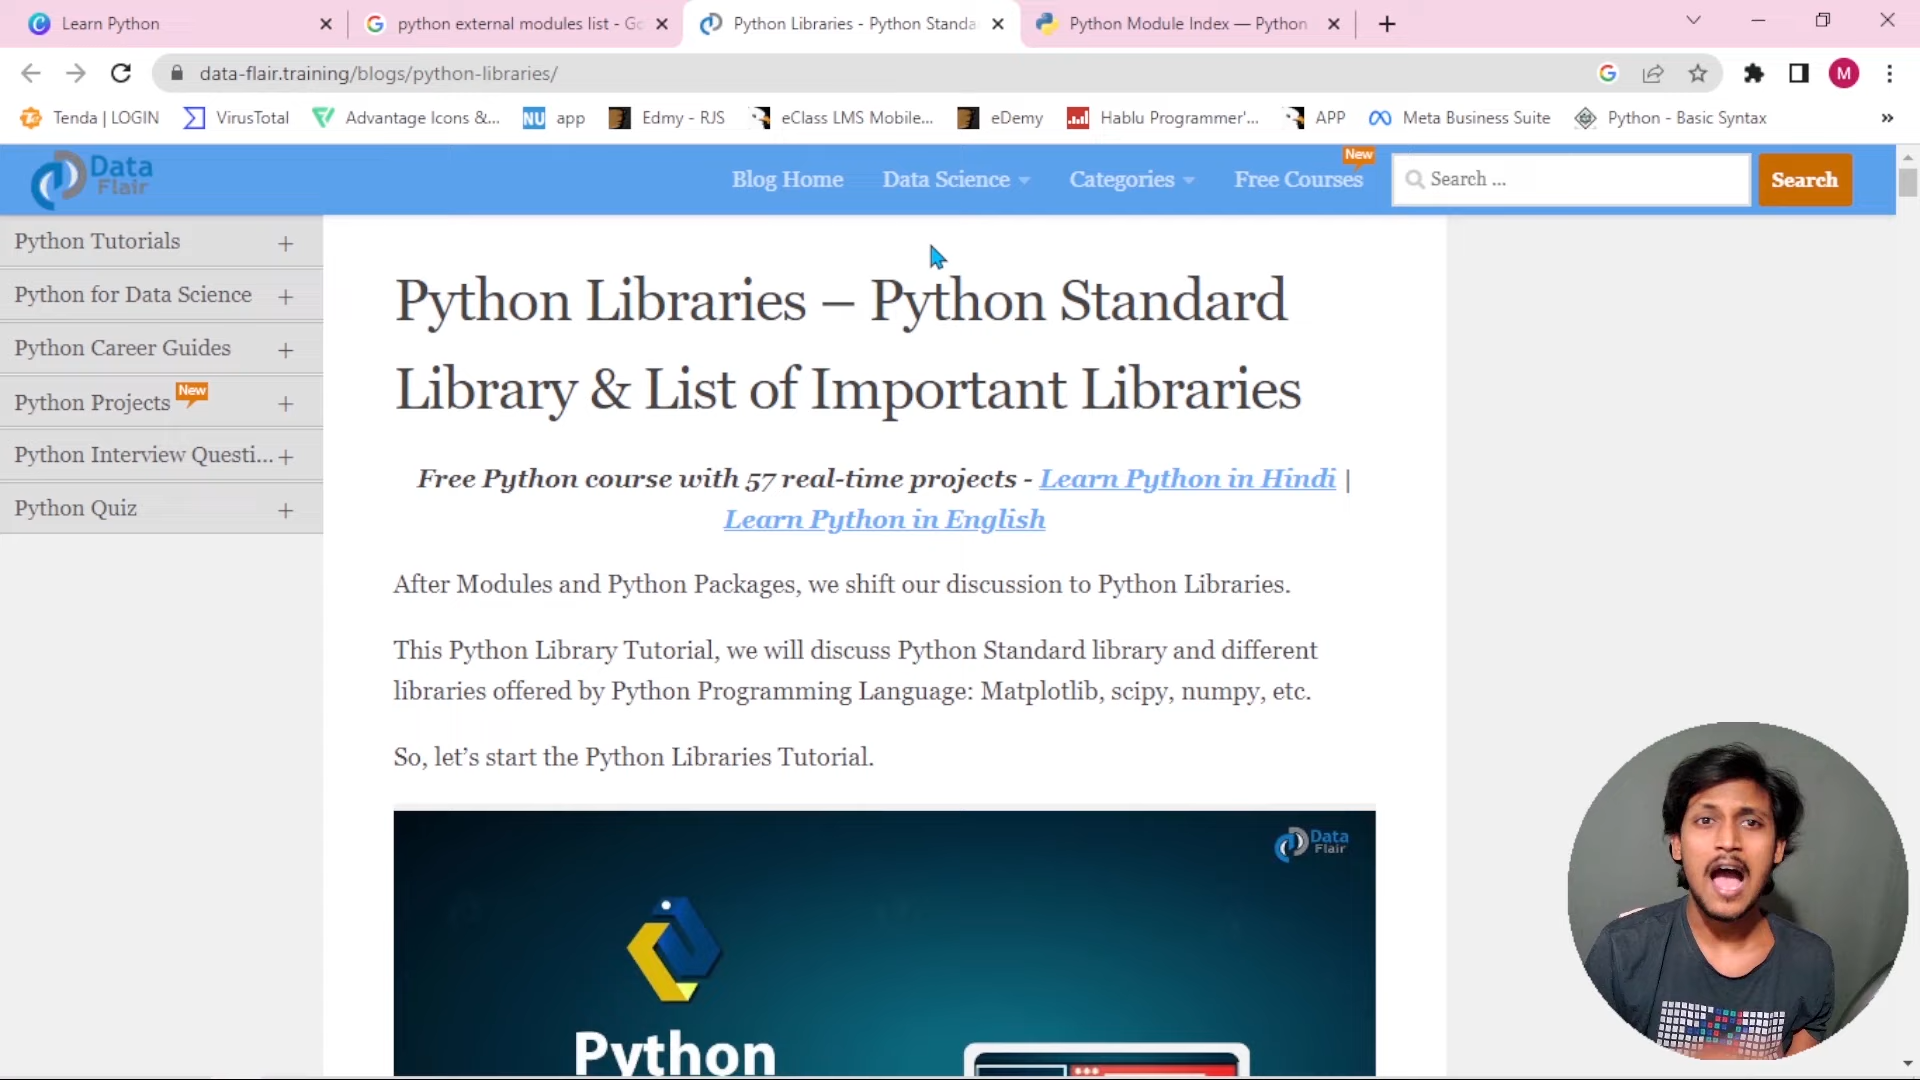 Learn Python
python external modules list - Go
Python Libraries - Python Standa
Python Module Index — Python
data-flair.training/blogs/python-libraries/
M
Tenda | LOGIN
VirusTotal
Advantage Icons &...
NU app
Edmy - RJS
eClass LMS Mobile...
eDemy
Hablu Programmer'...
APP
Meta Business Suite
Python - Basic Syntax
»
Data
Flair
Blog Home
Data Science
Categories
Free Courses
New
Search ...
Search
Python Tutorials +
Python for Data Science +
Python Career Guides +
Python Projects New +
Python Interview Questi... +
Python Quiz +
Python Libraries – Python Standard
Library & List of Important Libraries
Free Python course with 57 real-time projects - Learn Python in Hindi |
Learn Python in English
After Modules and Python Packages, we shift our discussion to Python Libraries.
This Python Library Tutorial, we will discuss Python Standard library and different
libraries offered by Python Programming Language: Matplotlib, scipy, numpy, etc.
So, let’s start the Python Libraries Tutorial.
Data
Flair
Python